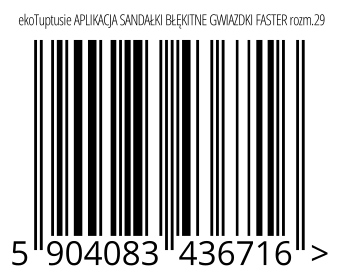 ekoTuptusie APLIKACJA SANDAŁKI BŁĘKITNE GWIAZDKI FASTER rozm.29
5 904083 436716 >